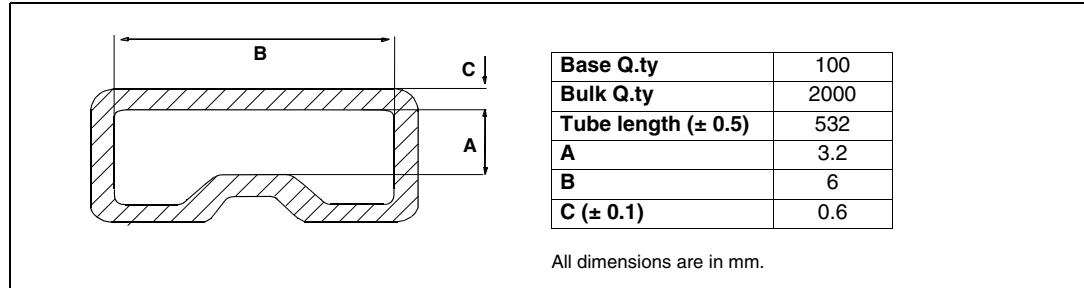 B
C
A
Base Q.ty 100
Bulk Q.ty 2000
Tube length (± 0.5) 532
A 3.2
B 6
C (± 0.1) 0.6
All dimensions are in mm.